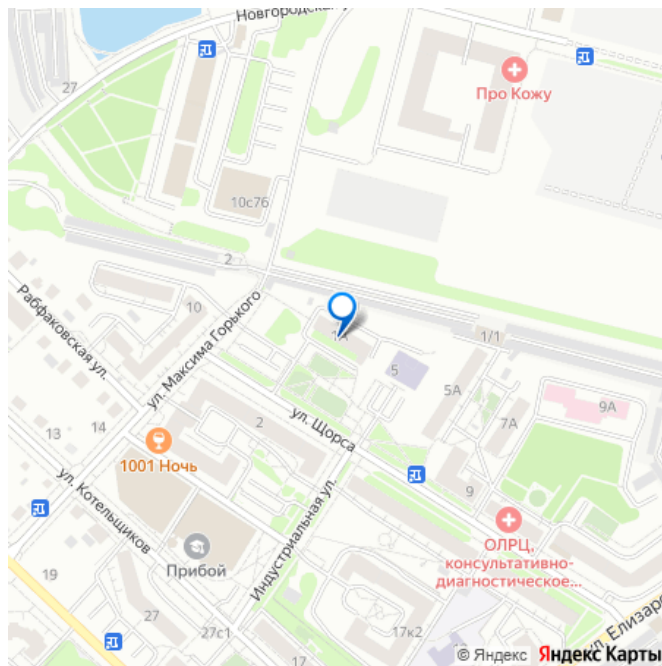 Новгородская
27
Про Кожу
10с76
2
10
1А
1/1
Рабфаковская ул.
ул. Максима Горького
5
5А
7А
9А
13
14
2
ул. Щорса
1001 Ночь
ул. Котельщиков
Индустриальная ул.
9
ОЛРЦ,
консультативно-
диагностическое...
Прибой
19
27
27с1
17к2
ул. Елизаро
© Яндекс Яндекс Карты